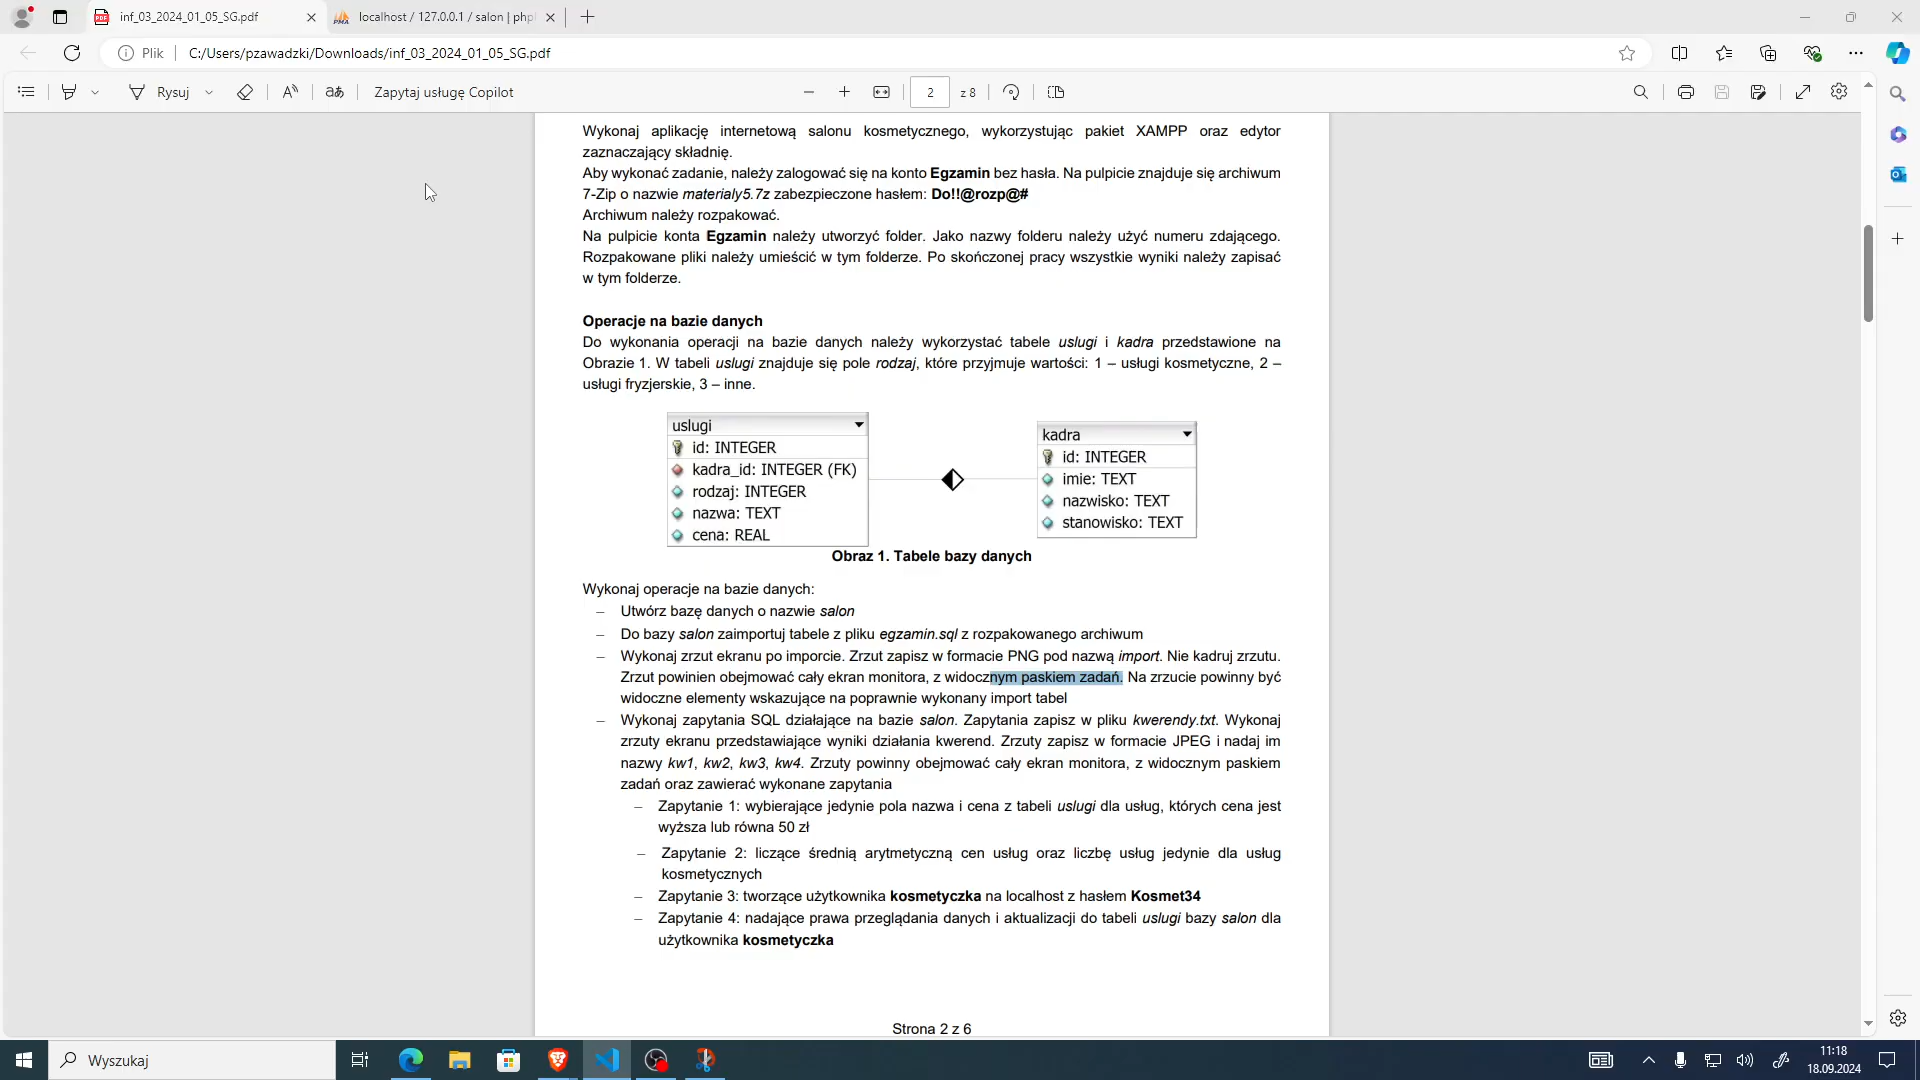 inf_03_2024_01_05_SG.pdf
localhost / 127.0.0.1 / salon | php
Plik
C:/Users/pzawadzki/Downloads/inf_03_2024_01_05_SG.pdf
Rysuj
aあ
Zapytaj usługę Copilot
2
z 8
Wykonaj aplikację internetową salonu kosmetycznego, wykorzystując pakiet XAMPP oraz edytor
zaznaczający składnię.
Aby wykonać zadanie, należy zalogować się na konto Egzamin bez hasła. Na pulpicie znajduje się archiwum
7-Zip o nazwie materialy5.7z zabezpieczone hasłem: Do!!@rozp@#
Archiwum należy rozpakować.
Na pulpicie konta Egzamin należy utworzyć folder. Jako nazwy folderu należy użyć numeru zdającego.
Rozpakowane pliki należy umieścić w tym folderze. Po skończonej pracy wszystkie wyniki należy zapisać
w tym folderze.
Operacje na bazie danych
Do wykonania operacji na bazie danych należy wykorzystać tabele uslugi i kadra przedstawione na
Obrazie 1. W tabeli uslugi znajduje się pole rodzaj, które przyjmuje wartości: 1 – usługi kosmetyczne, 2 –
usługi fryzjerskie, 3 – inne.
uslugi
id: INTEGER
kadra_id: INTEGER (FK)
rodzaj: INTEGER
nazwa: TEXT
cena: REAL
kadra
id: INTEGER
imie: TEXT
nazwisko: TEXT
stanowisko: TEXT
Obraz 1. Tabele bazy danych
Wykonaj operacje na bazie danych:
– Utwórz bazę danych o nazwie salon
– Do bazy salon zaimportuj tabele z pliku egzamin.sql z rozpakowanego archiwum
– Wykonaj zrzut ekranu po imporcie. Zrzut zapisz w formacie PNG pod nazwą import. Nie kadruj zrzutu.
Zrzut powinien obejmować cały ekran monitora, z widocznym paskiem zadań. Na zrzucie powinny być
widoczne elementy wskazujące na poprawnie wykonany import tabel
– Wykonaj zapytania SQL działające na bazie salon. Zapytania zapisz w pliku kwerendy.txt. Wykonaj
zrzuty ekranu przedstawiające wyniki działania kwerend. Zrzuty zapisz w formacie JPEG i nadaj im
nazwy kw1, kw2, kw3, kw4. Zrzuty powinny obejmować cały ekran monitora, z widocznym paskiem
zadań oraz zawierać wykonane zapytania
– Zapytanie 1: wybierające jedynie pola nazwa i cena z tabeli uslugi dla usług, których cena jest
wyższa lub równa 50 zł
– Zapytanie 2: liczące średnią arytmetyczną cen usług oraz liczbę usług jedynie dla usług
kosmetycznych
– Zapytanie 3: tworzące użytkownika kosmetyczka na localhost z hasłem Kosmet34
– Zapytanie 4: nadające prawa przeglądania danych i aktualizacji do tabeli uslugi bazy salon dla
użytkownika kosmetyczka
Strona 2 z 6
Wyszukaj
11:18
18.09.2024